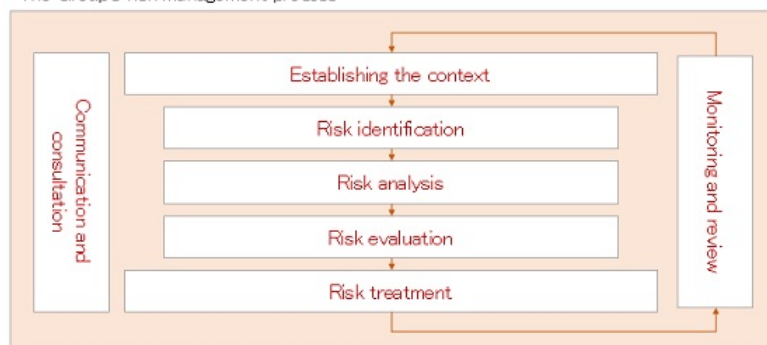 Establishing the context
Communication and
consultation
Risk identification
Risk analysis
Risk evaluation
Risk treatment
Monitoring and review